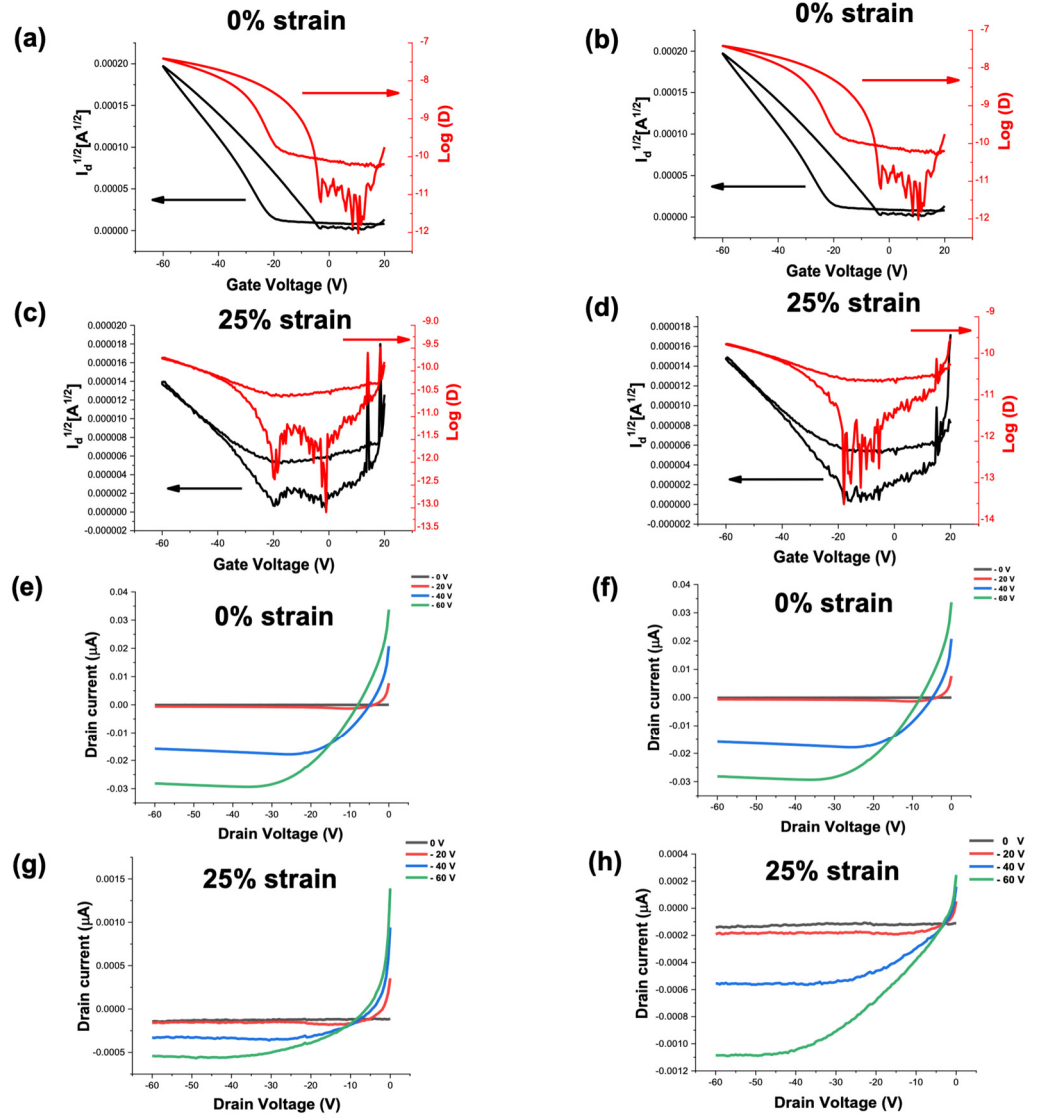 (a)
0% strain
0.00020
0.00015
0.00010
0.00005
0.00000
I_d^1/2[A^1/2]
-7
-8
-9
-10
-11
-12
Log (D)
-60 -40 -20 0 20
Gate Voltage (V)
(b)
0% strain
0.00020
0.00015
0.00010
0.00005
0.00000
I_d^1/2[A^1/2]
-7
-8
-9
-10
-11
-12
Log (D)
-60 -40 -20 0 20
Gate Voltage (V)
(c)
25% strain
0.000020
0.000018
0.000016
0.000014
0.000012
0.000010
0.000008
0.000006
0.000004
0.000002
0.000000
-0.000002
I_d^1/2[A^1/2]
-9.0
-9.5
-10.0
-10.5
-11.0
-11.5
-12.0
-12.5
-13.0
-13.5
Log (D)
-60 -40 -20 0 20
Gate Voltage (V)
(d)
25% strain
0.000018
0.000016
0.000014
0.000012
0.000010
0.000008
0.000006
0.000004
0.000002
0.000000
-0.000002
I_d^1/2[A^1/2]
-9
-10
-11
-12
-13
-14
Log (D)
-60 -40 -20 0 20
Gate Voltage (V)
(e)
0% strain
- 0 V
- 20 V
- 40 V
- 60 V
0.04
0.03
0.02
0.01
0.00
-0.01
-0.02
-0.03
Drain current (μA)
-60 -50 -40 -30 -20 -10 0
Drain Voltage (V)
(f)
0% strain
- 0 V
- 20 V
- 40 V
- 60 V
0.04
0.03
0.02
0.01
0.00
-0.01
-0.02
-0.03
Drain current (μA)
-60 -50 -40 -30 -20 -10 0
Drain Voltage (V)
(g)
25% strain
0 V
- 20 V
- 40 V
- 60 V
0.0015
0.0010
0.0005
0.0000
-0.0005
Drain current (μA)
-60 -50 -40 -30 -20 -10 0
Drain Voltage (V)
(h)
25% strain
0 V
- 20 V
- 40 V
- 60 V
0.0004
0.0002
0.0000
-0.0002
-0.0004
-0.0006
-0.0008
-0.0010
-0.0012
Drain current (μA)
-60 -50 -40 -30 -20 -10 0
Drain Voltage (V)